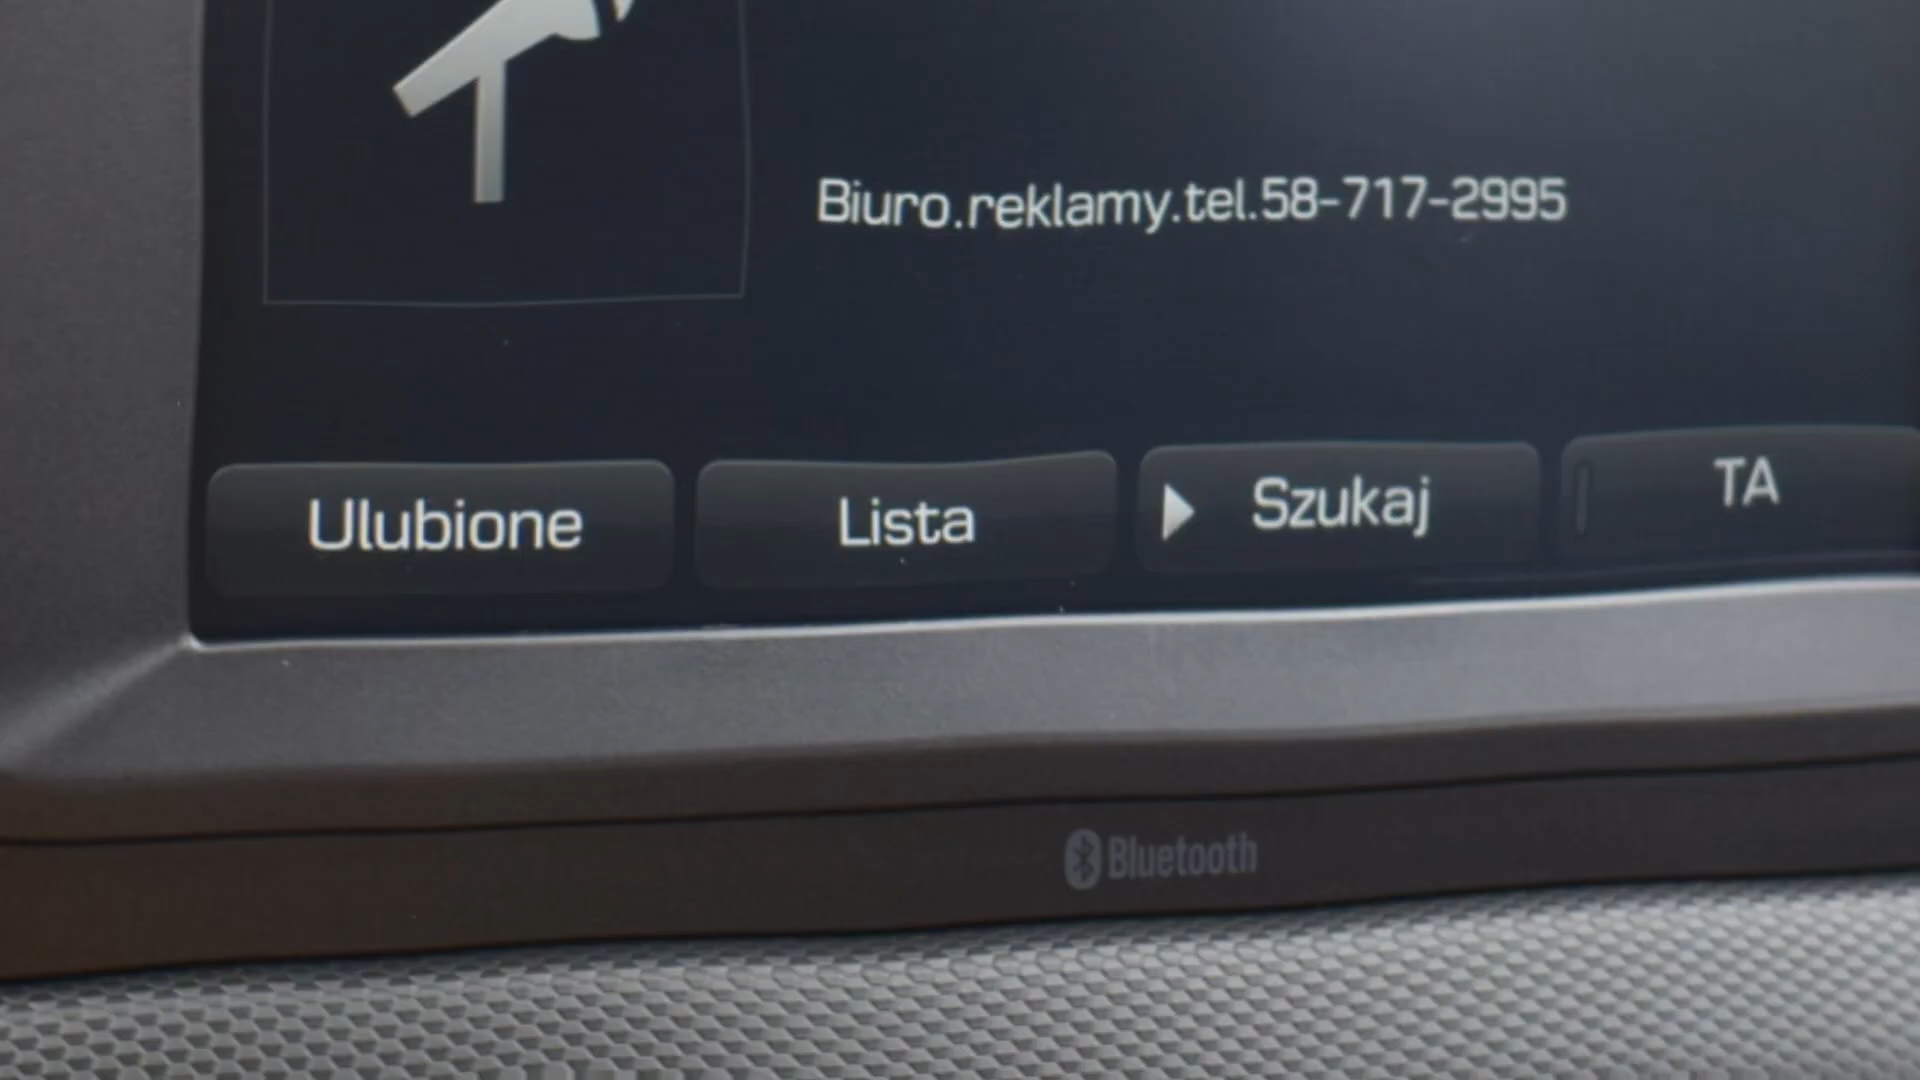 Biuro.reklamy.tel.58-717-2995
Ulubione
Lista
Szukaj
TA
Bluetooth